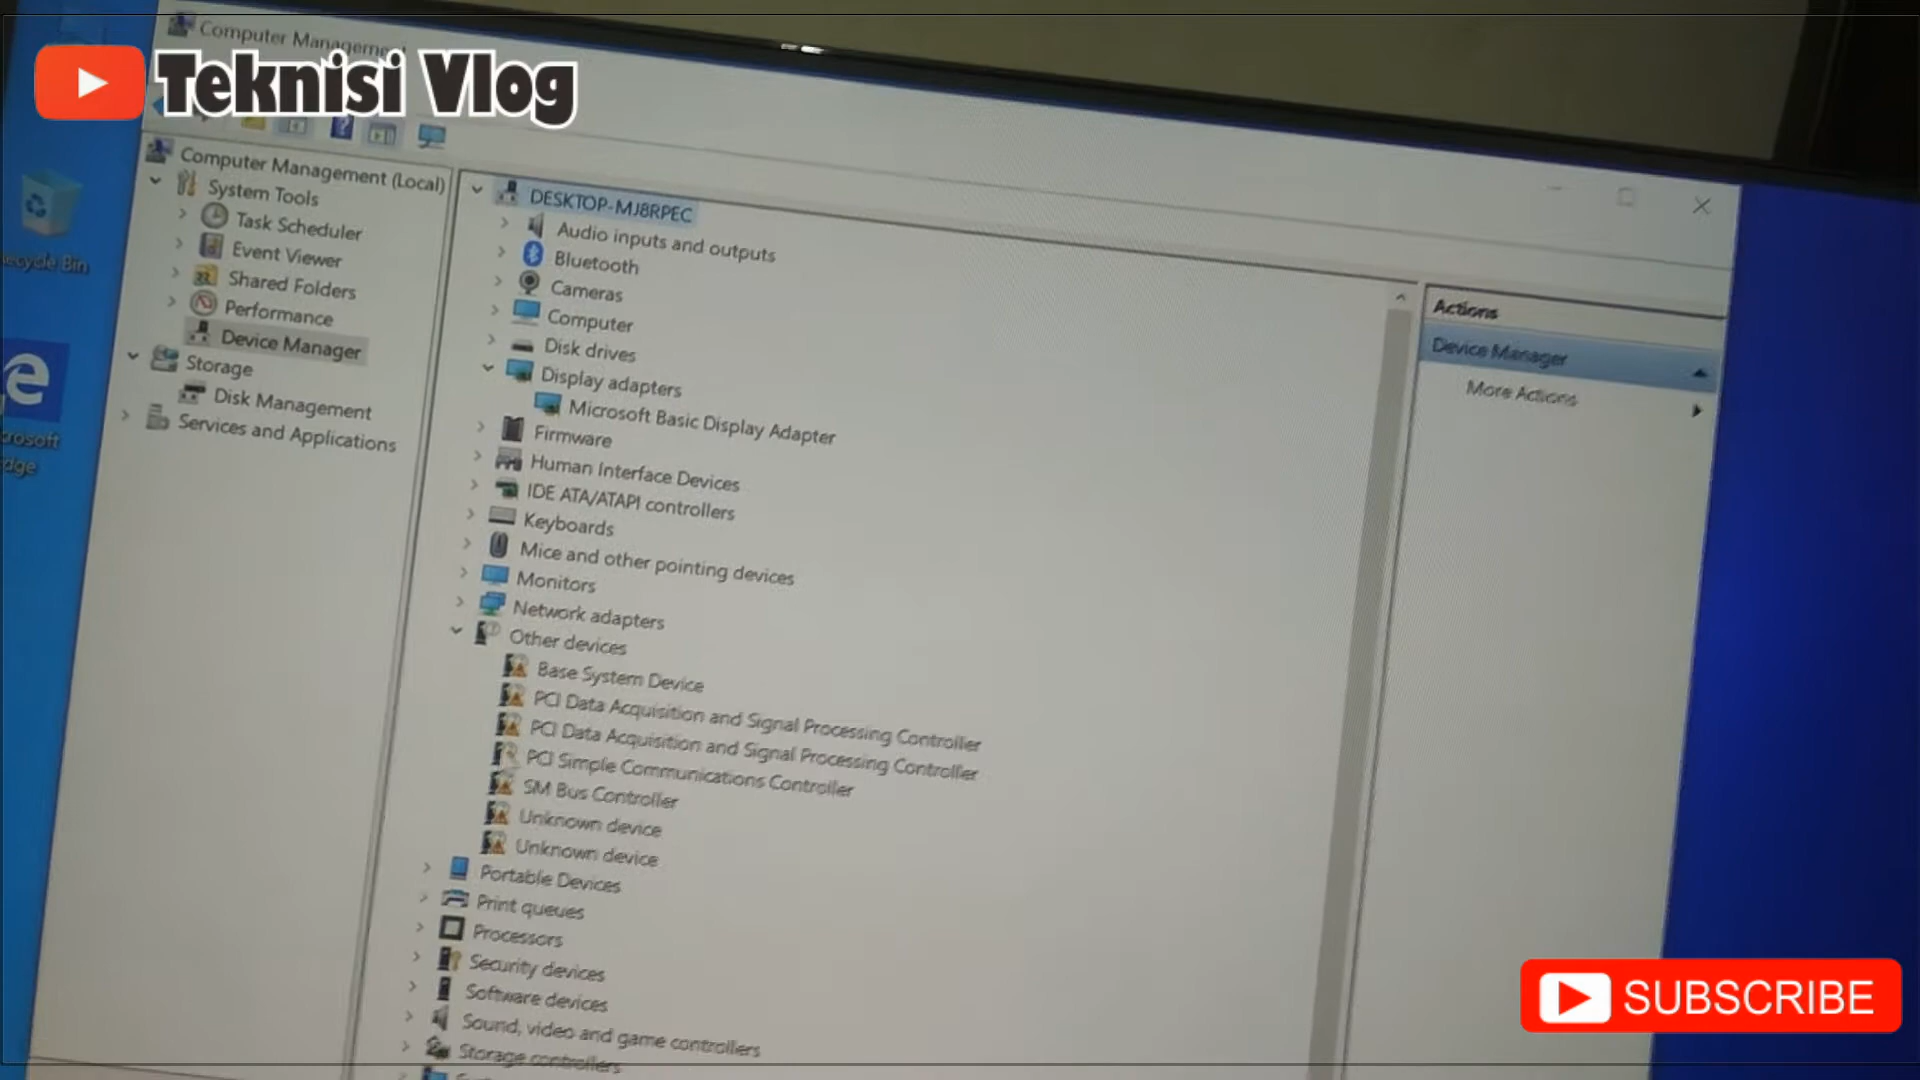 Computer Management
Teknisi Vlog
Computer Management (Local)
System Tools
Task Scheduler
Event Viewer
Shared Folders
Performance
Device Manager
Storage
Disk Management
Services and Applications
DESKTOP-MJ8RPEC
Audio inputs and outputs
Bluetooth
Cameras
Computer
Disk drives
Display adapters
Microsoft Basic Display Adapter
Firmware
Human Interface Devices
IDE ATA/ATAPI controllers
Keyboards
Mice and other pointing devices
Monitors
Network adapters
Other devices
Base System Device
PCI Data Acquisition and Signal Processing Controller
PCI Data Acquisition and Signal Processing Controller
PCI Simple Communications Controller
SM Bus Controller
Unknown device
Unknown device
Portable Devices
Print queues
Processors
Security devices
Software devices
Sound, video and game controllers
Storage controllers
Actions
Device Manager
More Actions
Recycle Bin
SUBSCRIBE